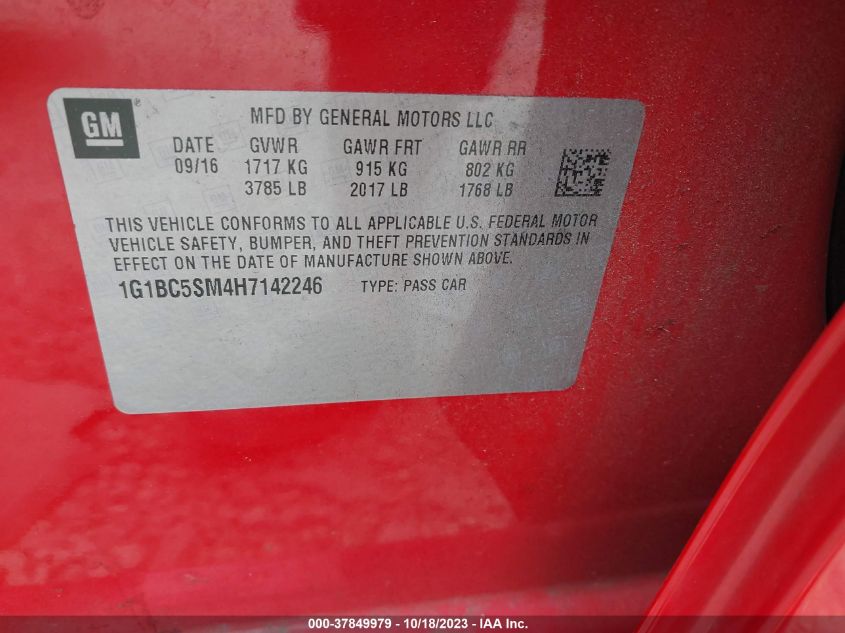 GM
MFD BY GENERAL MOTORS LLC
DATE GVWR GAWR FRT GAWR RR
09/16 1717 KG 915 KG 802 KG
3785 LB 2017 LB 1768 LB
THIS VEHICLE CONFORMS TO ALL APPLICABLE U.S. FEDERAL MOTOR
VEHICLE SAFETY, BUMPER, AND THEFT PREVENTION STANDARDS IN
EFFECT ON THE DATE OF MANUFACTURE SHOWN ABOVE.
1G1BC5SM4H7142246 TYPE: PASS CAR
000-37849979 - 10/18/2023 - IAA Inc.